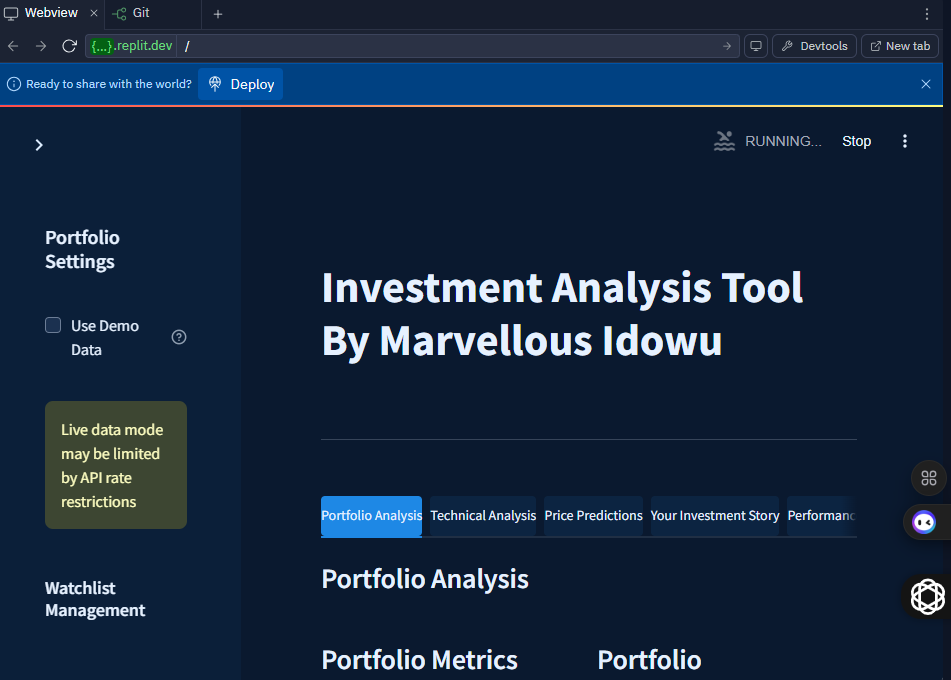 Webview
Git
{...}.replit.dev /
Devtools
New tab
Ready to share with the world?
Deploy
RUNNING...
Stop
Portfolio
Settings
Use Demo
Data
Live data mode
may be limited
by API rate
restrictions
Watchlist
Management
Investment Analysis Tool
By Marvellous Idowu
Portfolio Analysis
Technical Analysis
Price Predictions
Your Investment Story
Performanc
Portfolio Analysis
Portfolio Metrics
Portfolio